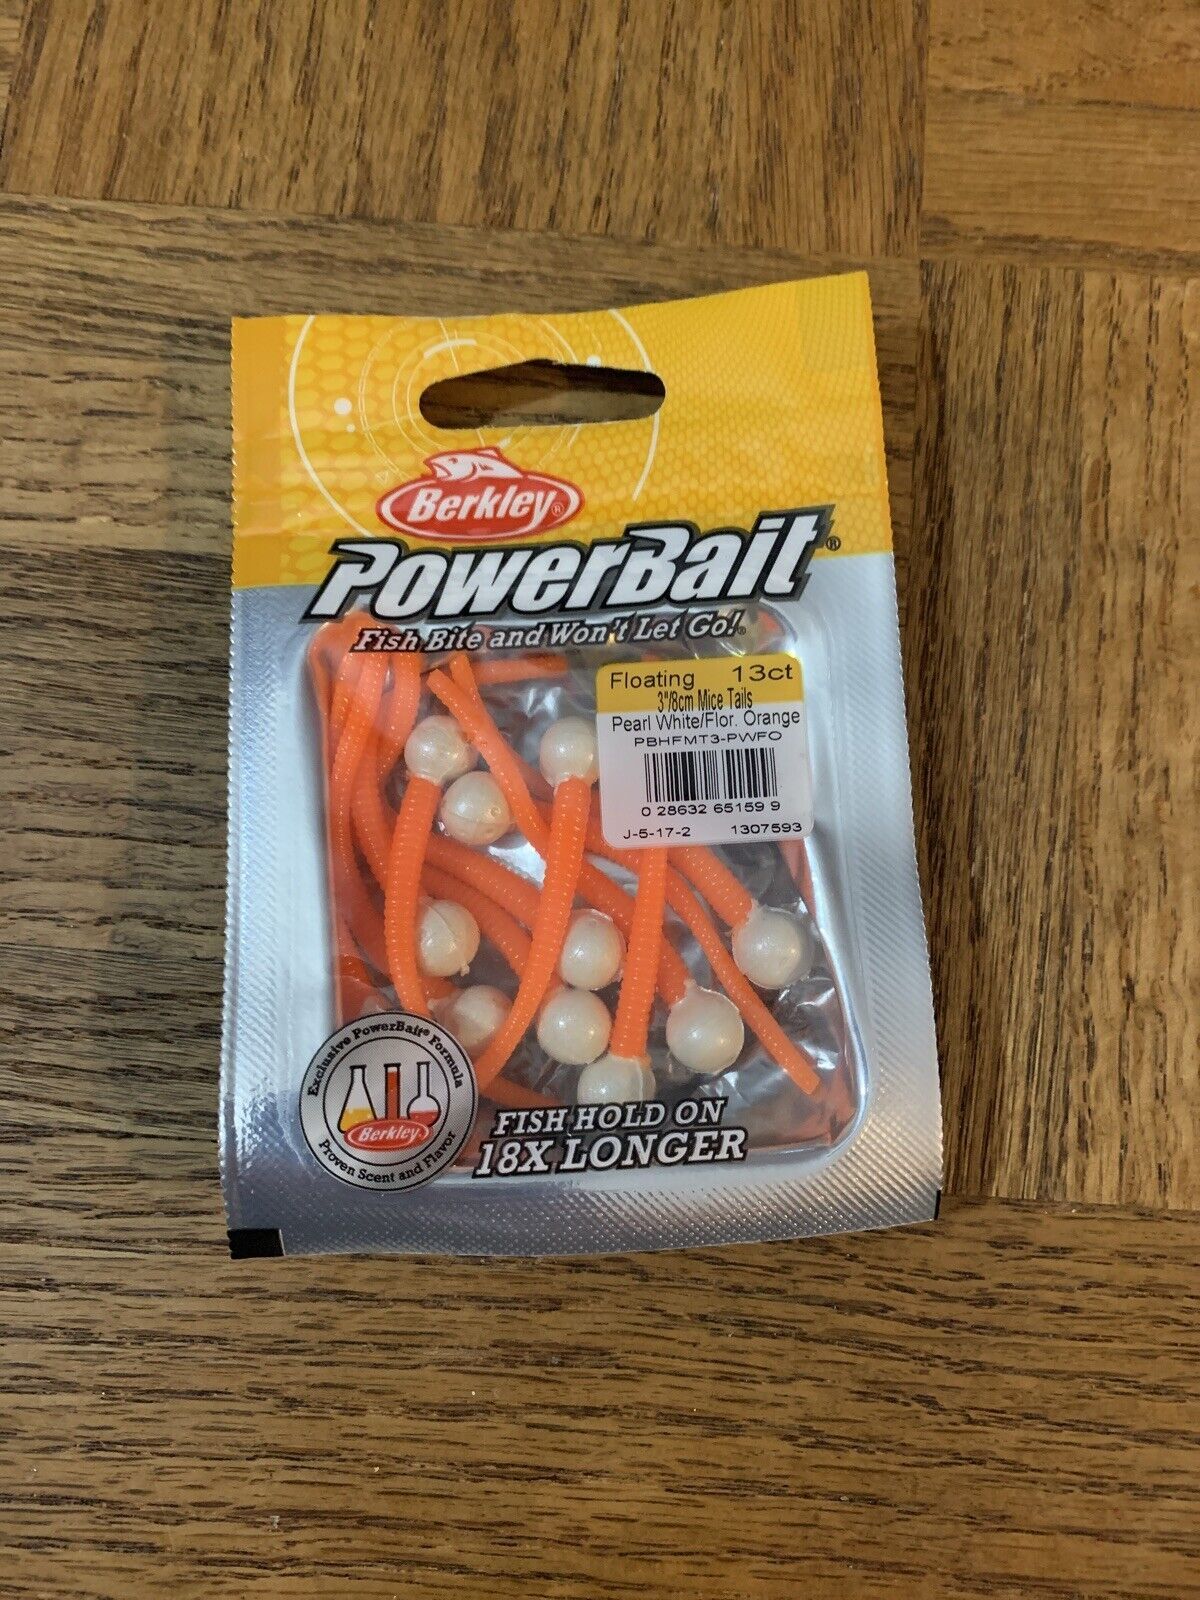 Berkley®
PowerBait®
Fish Bite and Won't Let Go!®
Floating 13ct
3"/8cm Mice Tails
Pearl White/Flor. Orange
PBHFMT3-PWFO
0 28632 65159 9
J-5-17-2 1307593
Exclusive PowerBait® Formula
Berkley
Proven Scent and Flavor
FISH HOLD ON
18X LONGER